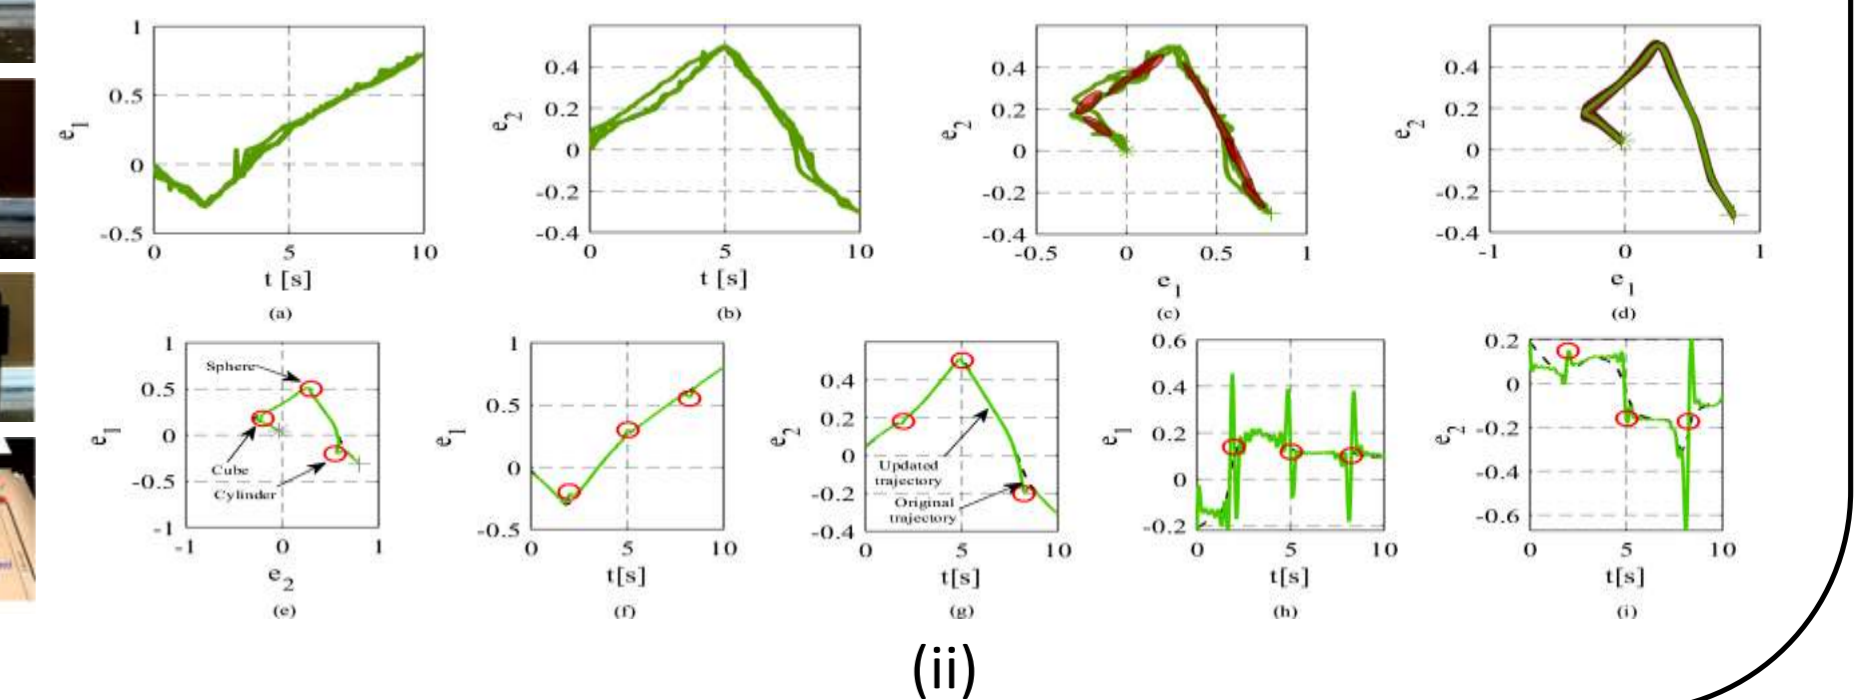 1
0.5
0
-0.5
e1
0 5 10
t [s]
(a)
0.4
0.2
0
-0.2
-0.4
e2
0 5 10
t [s]
(b)
0.4
0.2
0
-0.2
-0.4
e2
-0.5 0 0.5 1
e1
(c)
0.4
0.2
0
-0.2
-0.4
e2
-1 0 1
e1
(d)
1
0.5
0
-0.5
-1
e1
Sphere
Cube
Cylinder
-1 0 1
e2
(e)
1
0.5
0
-0.5
e1
0 5 10
t[s]
(f)
0.4
0.2
0
-0.2
-0.4
e2
Updated
trajectory
Original
trajectory
0 5 10
t[s]
(g)
0.6
0.4
0.2
0
-0.2
e1
0 5 10
t[s]
(h)
0.2
0
-0.2
-0.4
-0.6
e2
0 5 10
t[s]
(i)
(ii)